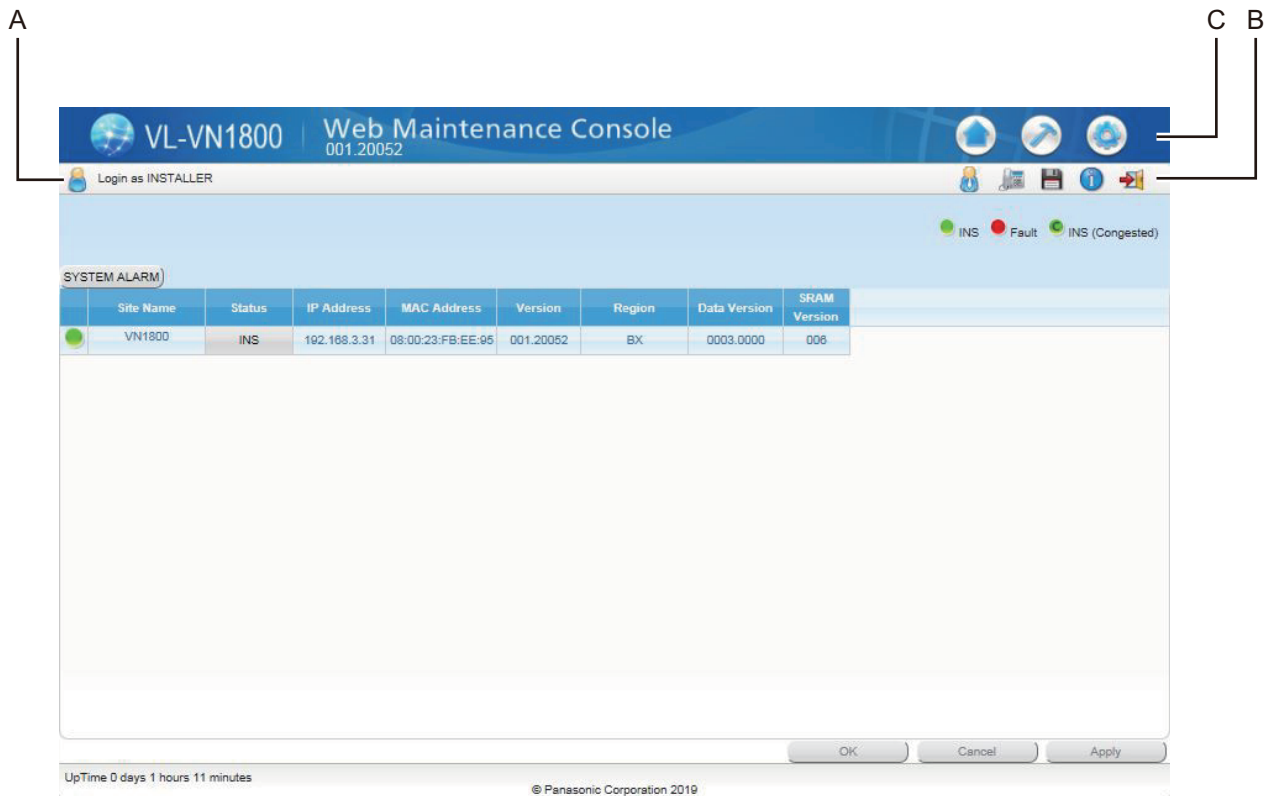 A
C B
VL-VN1800 Web Maintenance Console
001.20052
Login as INSTALLER
INS Fault C INS (Congested)
SYSTEM ALARM
Site Name Status IP Address MAC Address Version Region Data Version SRAM Version
VN1800 INS 192.168.3.31 08:00:23:FB:EE:95 001.20052 BX 0003.0000 006
OK Cancel Apply
UpTime 0 days 1 hours 11 minutes
© Panasonic Corporation 2019